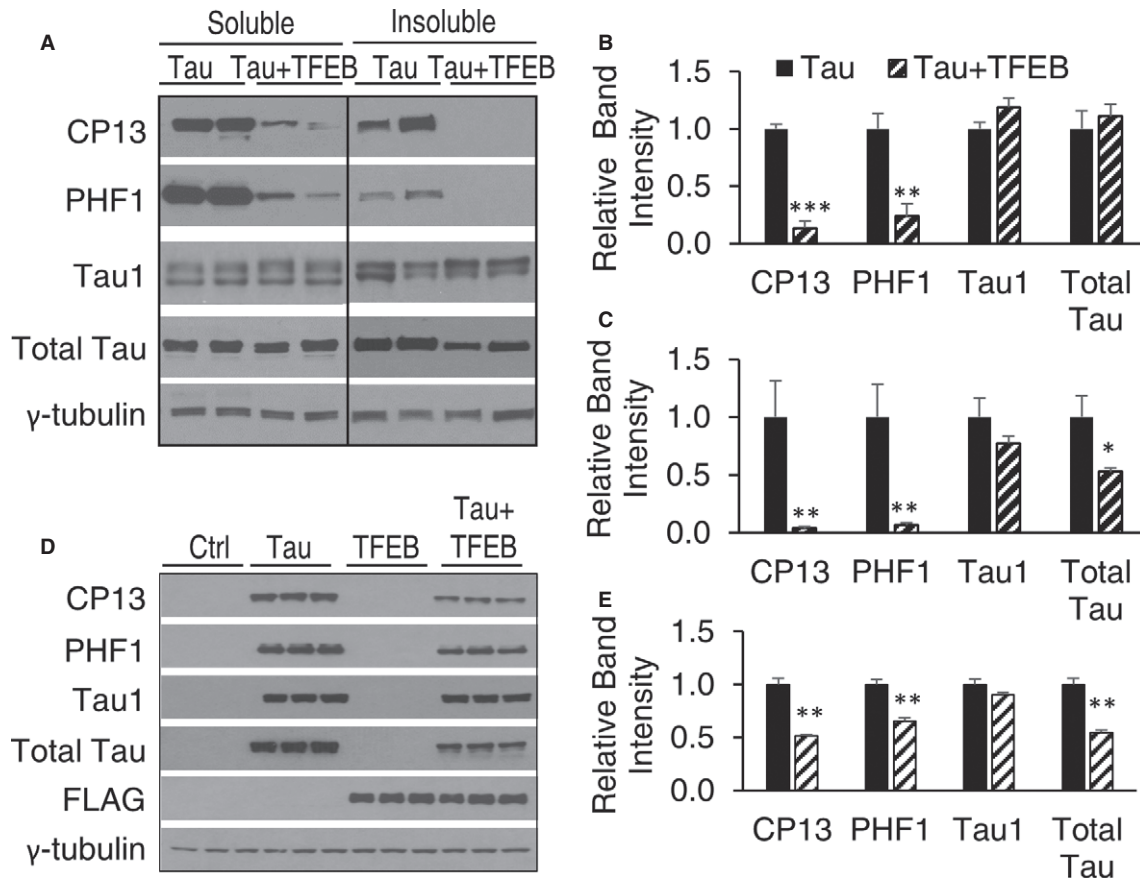 A
Soluble Insoluble
Tau Tau+TFEB Tau Tau+TFEB
CP13
PHF1
Tau1
Total Tau
γ-tubulin
B
Relative Band Intensity
Tau Tau+TFEB
1.5
1.0
0.5
0.0
***
**
CP13 PHF1 Tau1 Total Tau
C
Relative Band Intensity
1.5
1.0
0.5
0.0
**
**
*
CP13 PHF1 Tau1 Total Tau
D
Ctrl Tau TFEB Tau+ TFEB
CP13
PHF1
Tau1
Total Tau
FLAG
γ-tubulin
E
Relative Band Intensity
1.5
1.0
0.5
0.0
**
**
**
CP13 PHF1 Tau1 Total Tau